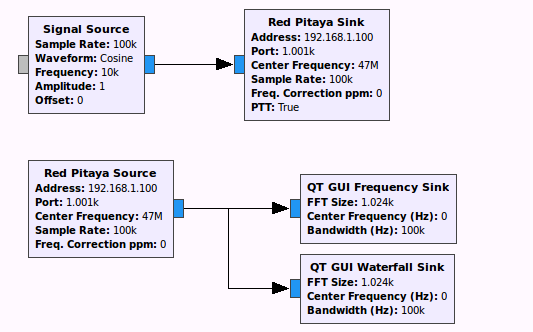 Signal Source
Sample Rate: 100k
Waveform: Cosine
Frequency: 10k
Amplitude: 1
Offset: 0
Red Pitaya Sink
Address: 192.168.1.100
Port: 1.001k
Center Frequency: 47M
Sample Rate: 100k
Freq. Correction ppm: 0
PTT: True
Red Pitaya Source
Address: 192.168.1.100
Port: 1.001k
Center Frequency: 47M
Sample Rate: 100k
Freq. Correction ppm: 0
QT GUI Frequency Sink
FFT Size: 1.024k
Center Frequency (Hz): 0
Bandwidth (Hz): 100k
QT GUI Waterfall Sink
FFT Size: 1.024k
Center Frequency (Hz): 0
Bandwidth (Hz): 100k